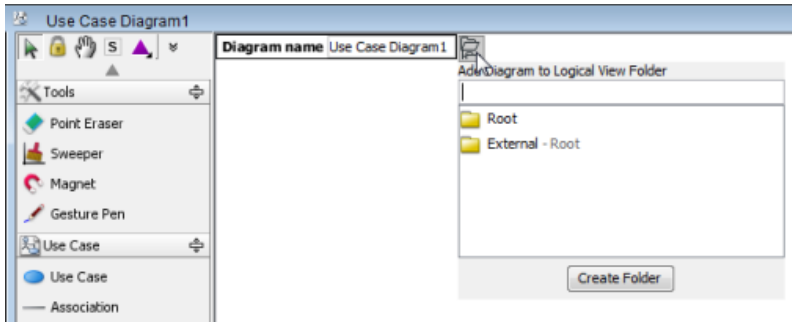 Use Case Diagram1
S
Diagram name Use Case Diagram1
Add Diagram to Logical View Folder
Tools
Point Eraser
Sweeper
Magnet
Gesture Pen
Use Case
Use Case
Association
Root
External - Root
Create Folder